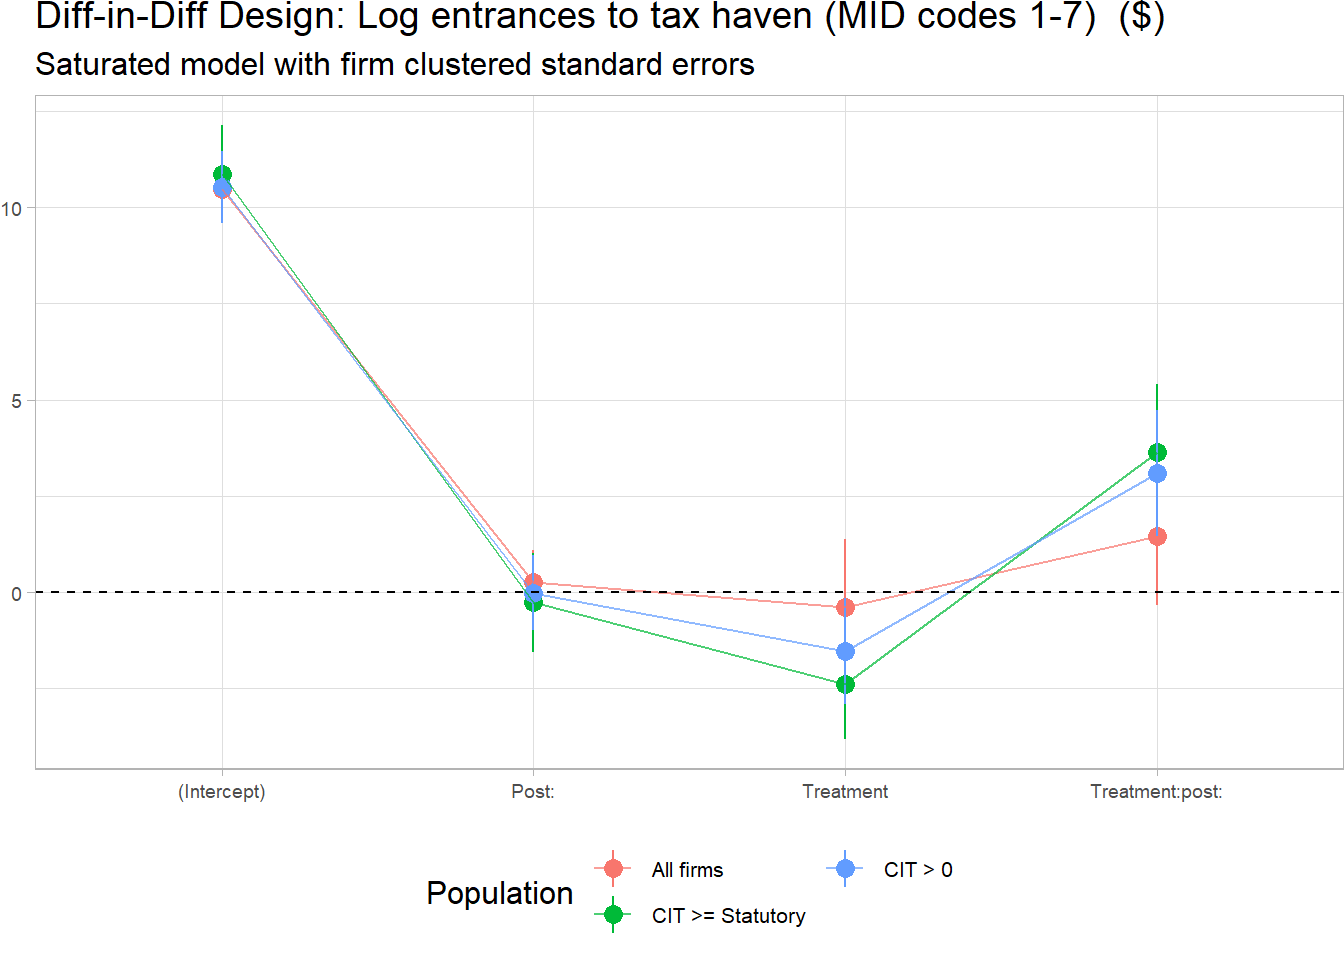 Diff-in-Diff Design: Log entrances to tax haven (MID codes 1-7)  ($)
Saturated model with firm clustered standard errors
10
5
0
(Intercept)
Post:
Treatment
Treatment:post:
Population
All firms
CIT > 0
CIT >= Statutory